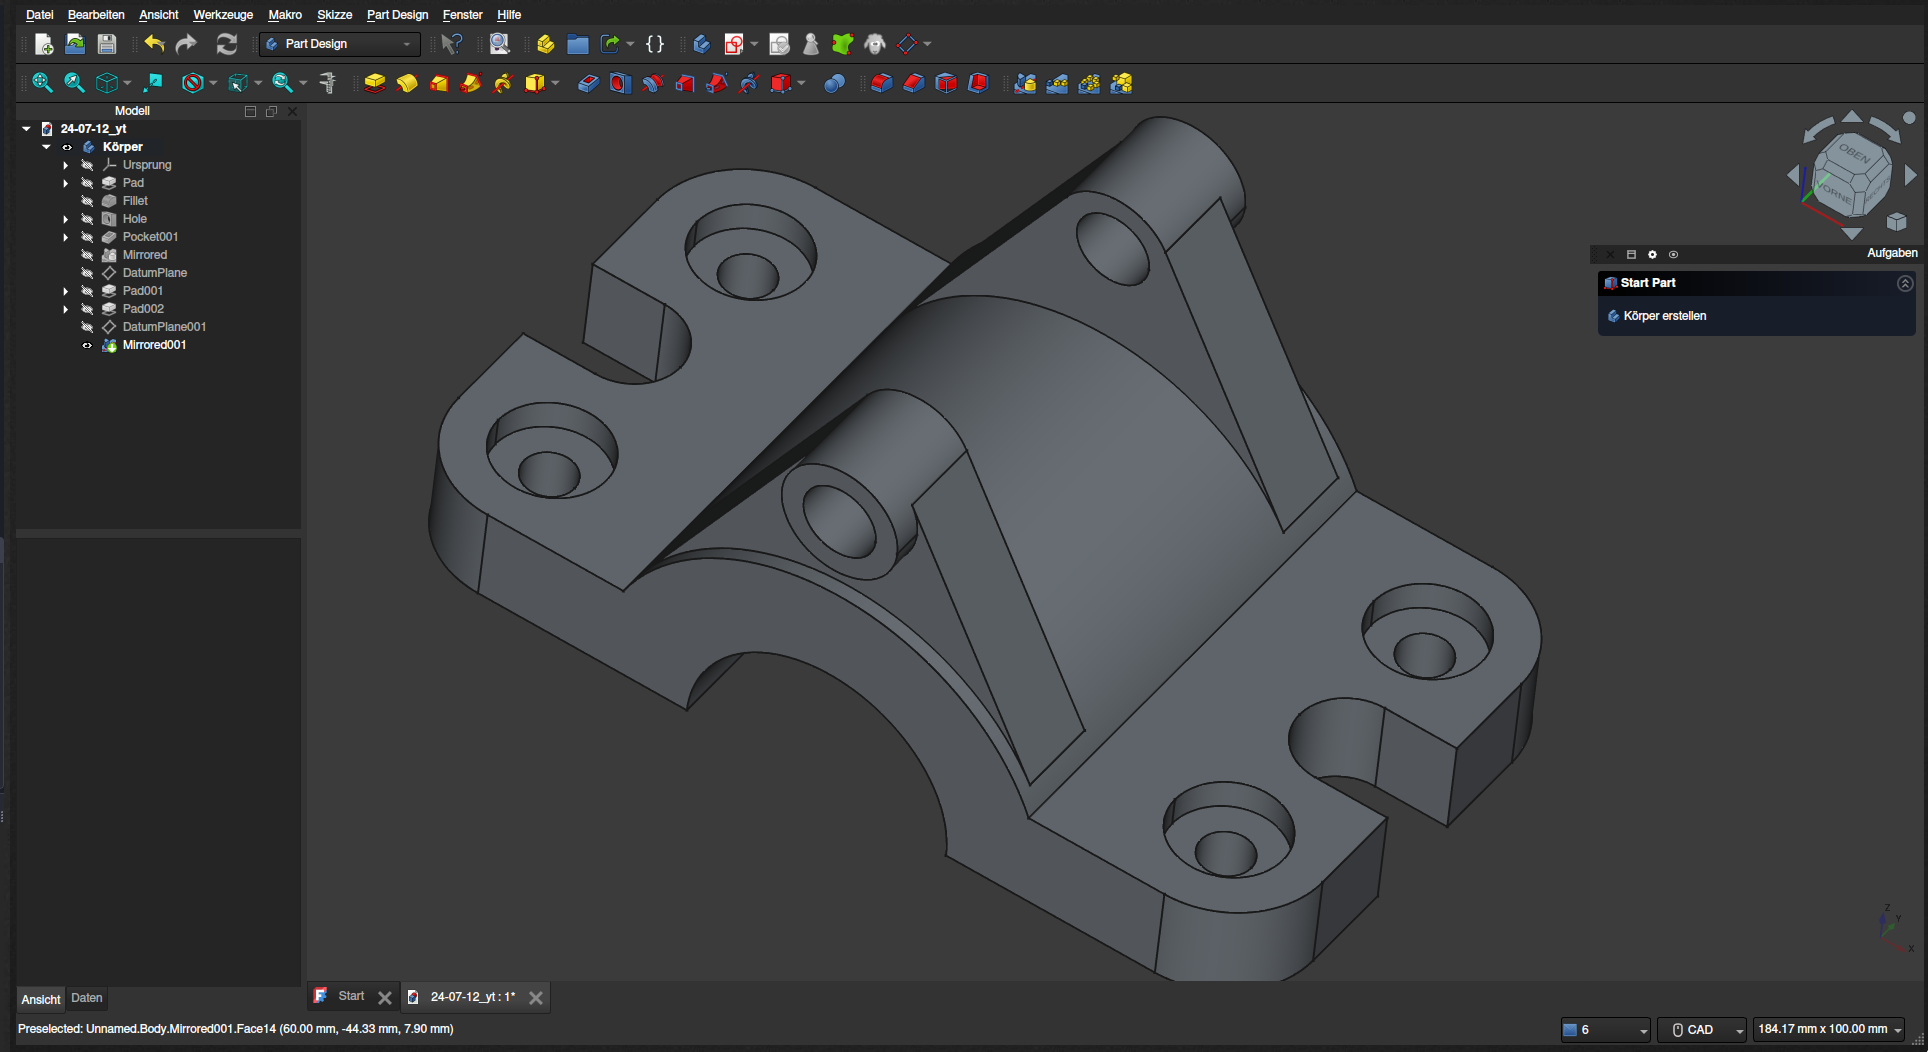 Datei Bearbeiten Ansicht Werkzeuge Makro Skizze Part Design Fenster Hilfe
Part Design
Modell
24-07-12_yt
Körper
Ursprung
Pad
Fillet
Hole
Pocket001
Mirrored
DatumPlane
Pad001
Pad002
DatumPlane001
Mirrored001
OBEN
VORNE
Aufgaben
Start Part
Körper erstellen
Z
Y
X
Ansicht Daten
Start
24-07-12_yt : 1*
Preselected: Unnamed.Body.Mirrored001.Face14 (60.00 mm, -44.33 mm, 7.90 mm)
6
CAD
184.17 mm x 100.00 mm